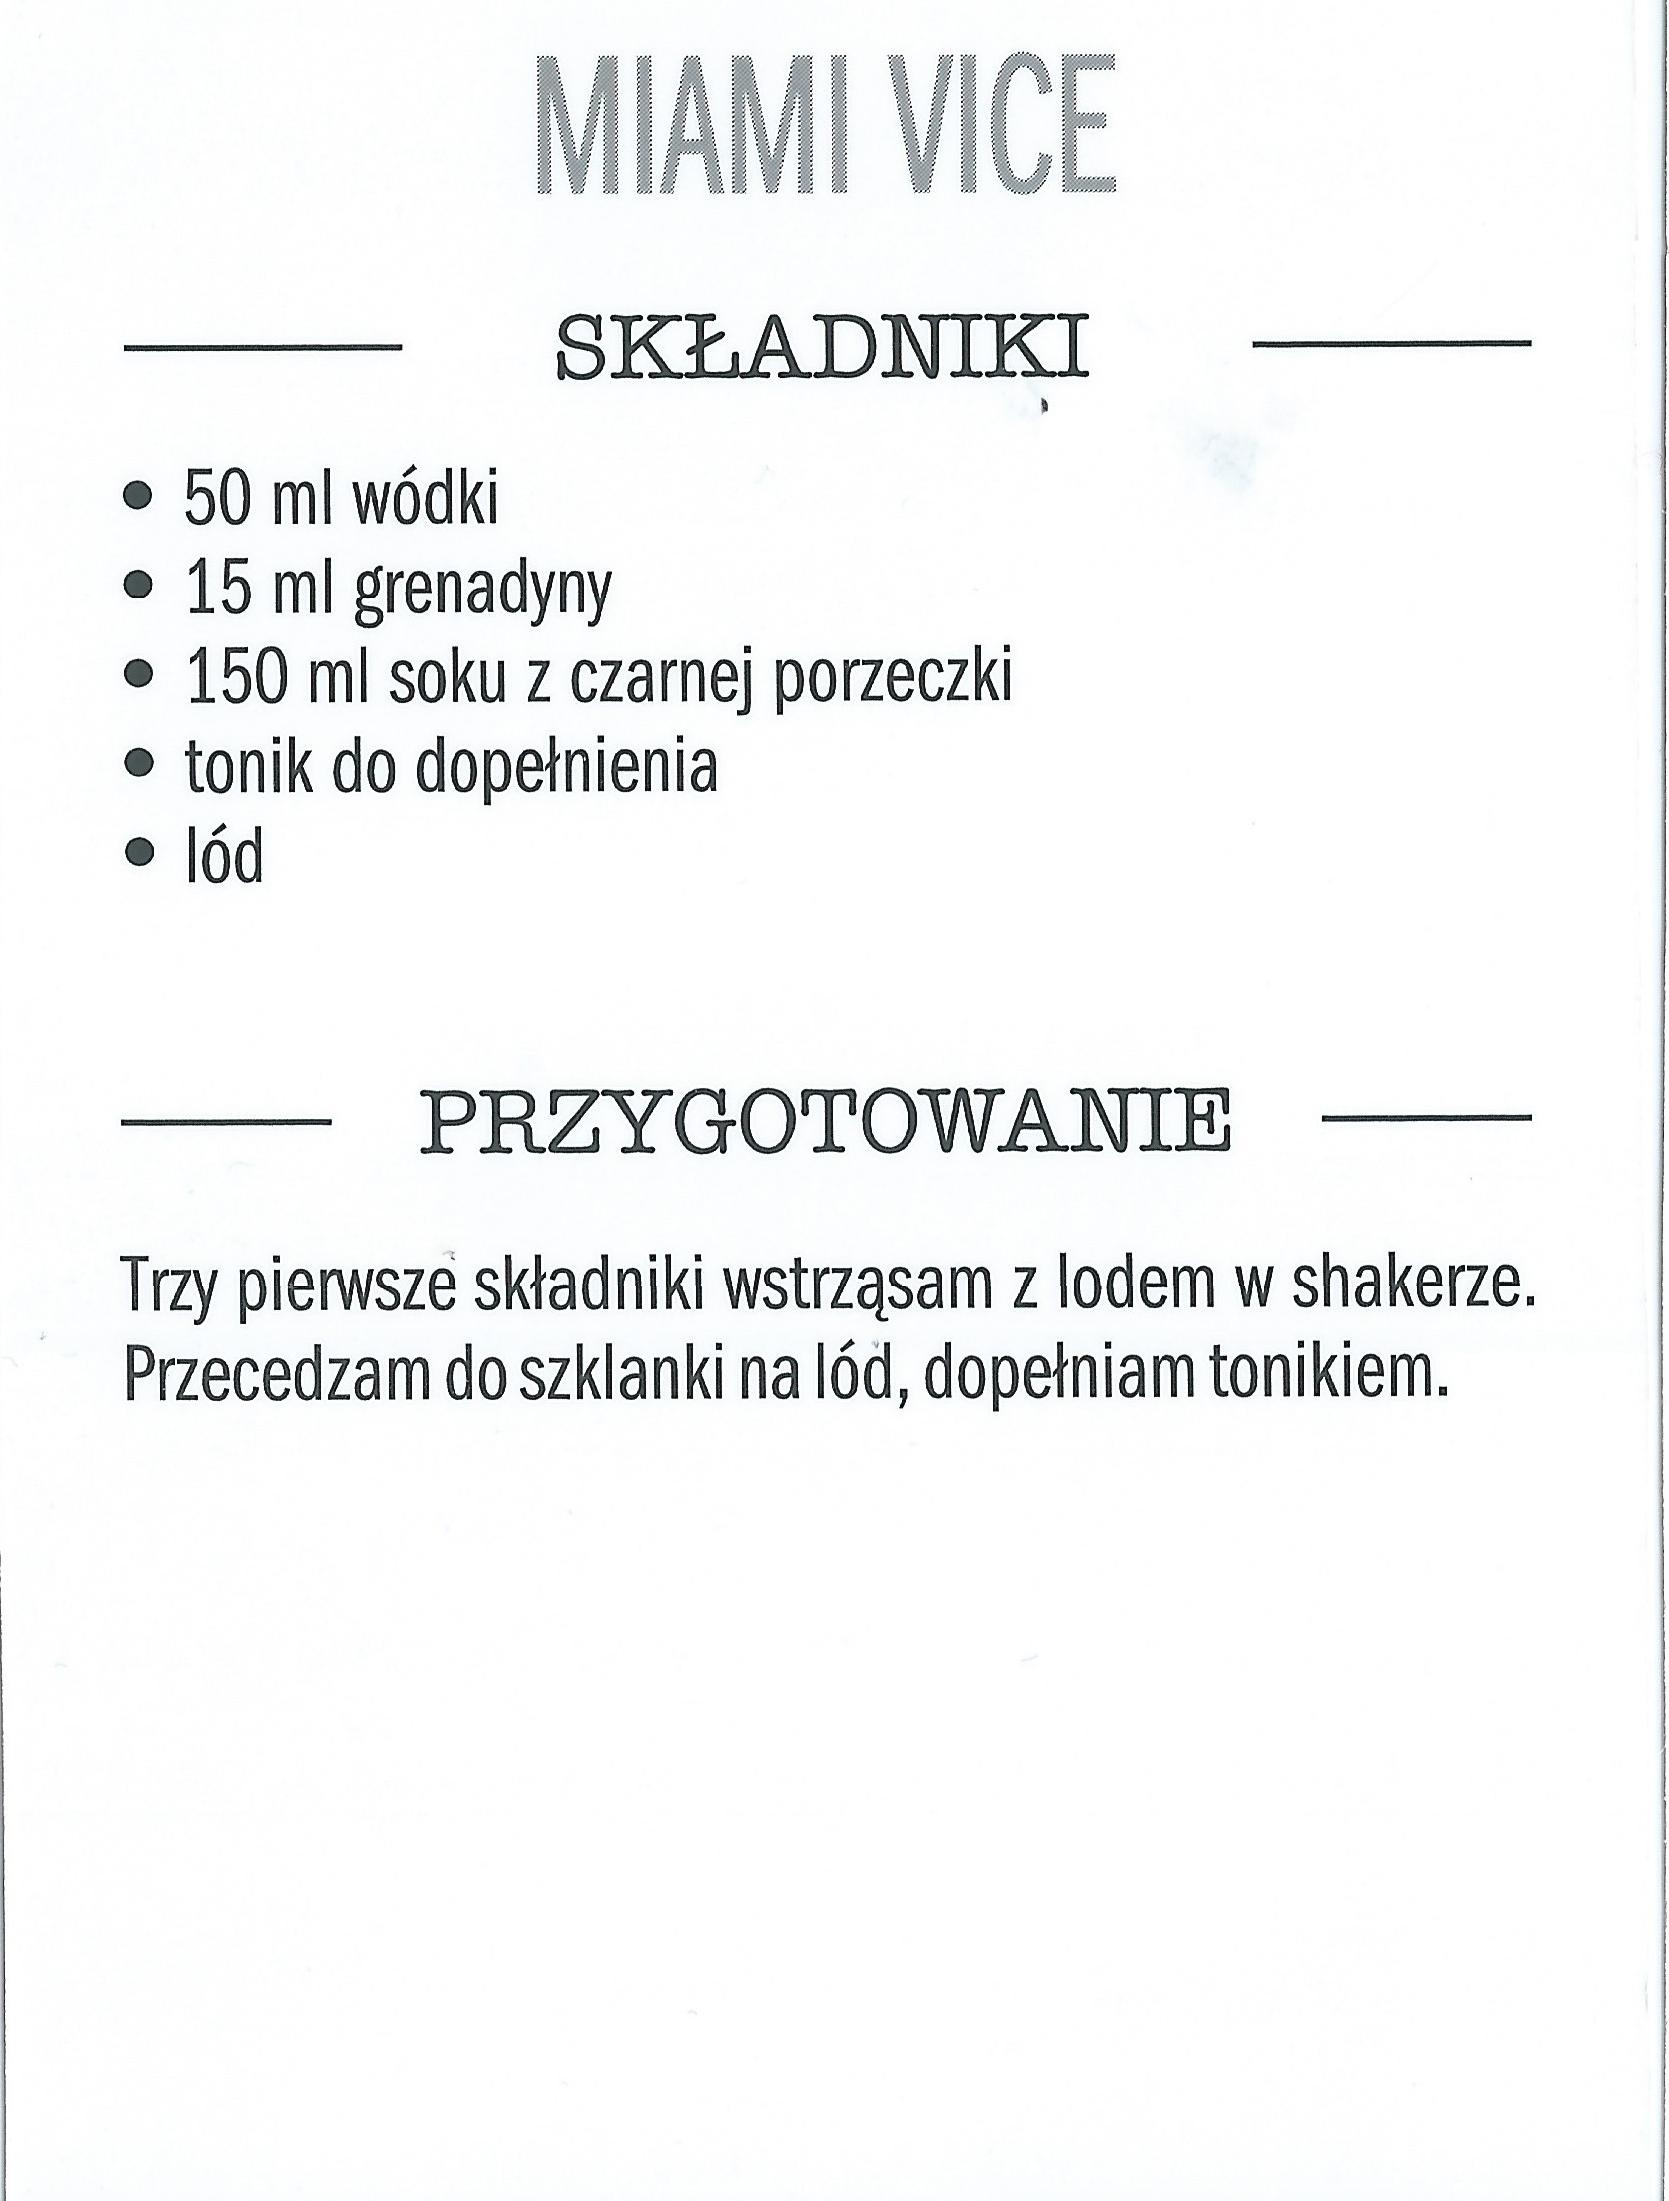 MIAMI VICE
SKŁADNIKI
• 50 ml wódki
• 15 ml grenadyny
• 150 ml soku z czarnej porzeczki
• tonik do dopełnienia
• lód
PRZYGOTOWANIE
Trzy pierwsze składniki wstrząsam z lodem w shakerze.
Przecedzam do szklanki na lód, dopełniam tonikiem.